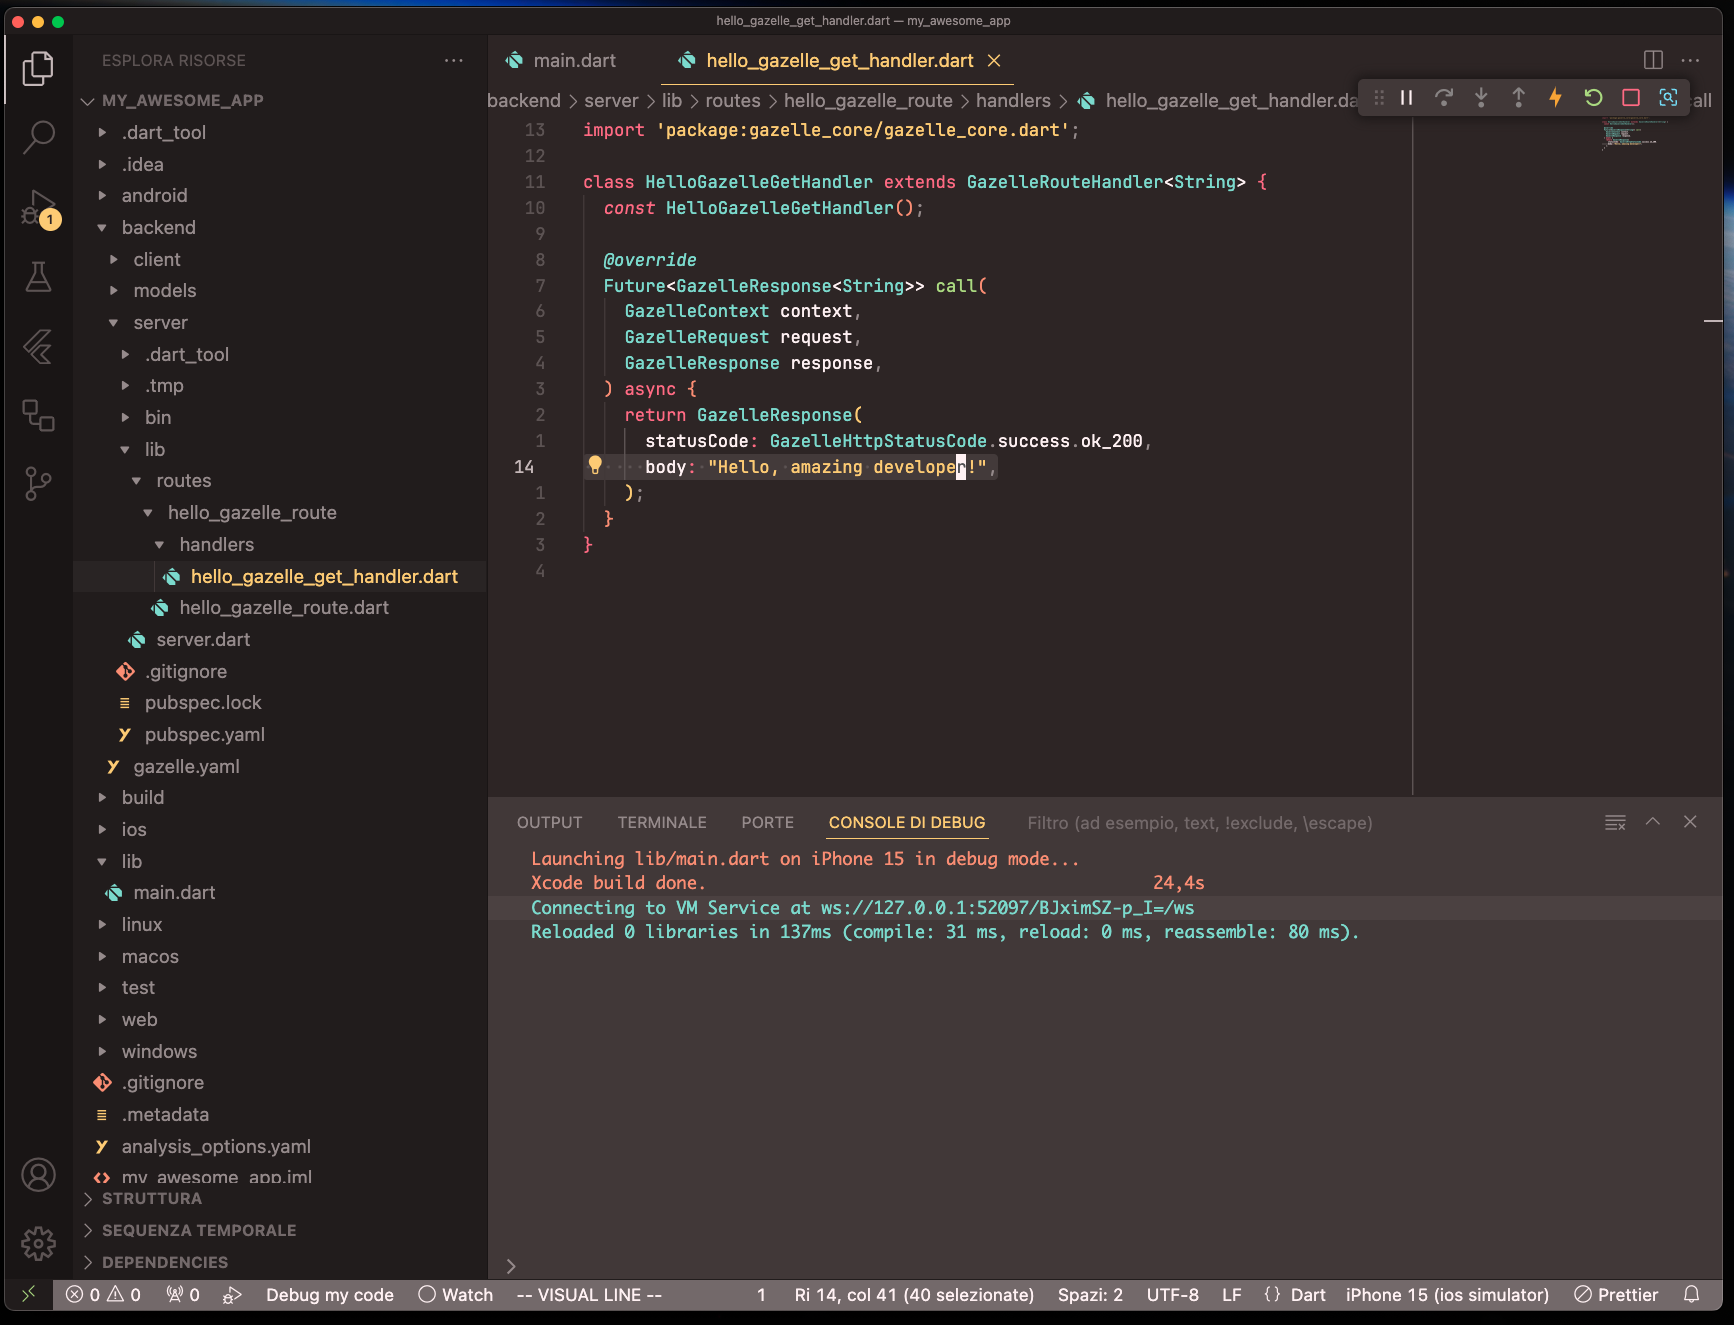 hello_gazelle_get_handler.dart — my_awesome_app
ESPLORA RISORSE
MY_AWESOME_APP
.dart_tool
.idea
android
backend
client
models
server
.dart_tool
.tmp
bin
lib
routes
hello_gazelle_route
handlers
hello_gazelle_get_handler.dart
hello_gazelle_route.dart
server.dart
.gitignore
pubspec.lock
pubspec.yaml
gazelle.yaml
build
ios
lib
main.dart
linux
macos
test
web
windows
.gitignore
.metadata
analysis_options.yaml
my_awesome_app.iml
STRUTTURA
SEQUENZA TEMPORALE
DEPENDENCIES
1
main.dart
hello_gazelle_get_handler.dart
backend > server > lib > routes > hello_gazelle_route > handlers > hello_gazelle_get_handler.da
all
13 import 'package:gazelle_core/gazelle_core.dart';
12
11 class HelloGazelleGetHandler extends GazelleRouteHandler<String> {
10 const HelloGazelleGetHandler();
9
8 @override
7 Future<GazelleResponse<String>> call(
6 GazelleContext context,
5 GazelleRequest request,
4 GazelleResponse response,
3 ) async {
2 return GazelleResponse(
1 statusCode: GazelleHttpStatusCode.success.ok_200,
14 body: "Hello, amazing developer!",
1 );
2 }
3 }
4
OUTPUT TERMINALE PORTE CONSOLE DI DEBUG Filtro (ad esempio, text, !exclude, \escape)
Launching lib/main.dart on iPhone 15 in debug mode...
Xcode build done. 24,4s
Connecting to VM Service at ws://127.0.0.1:52097/BJximSZ-p_I=/ws
Reloaded 0 libraries in 137ms (compile: 31 ms, reload: 0 ms, reassemble: 80 ms).
0 0 0 Debug my code Watch -- VISUAL LINE -- 1 Ri 14, col 41 (40 selezionate) Spazi: 2 UTF-8 LF {} Dart iPhone 15 (ios simulator) Prettier